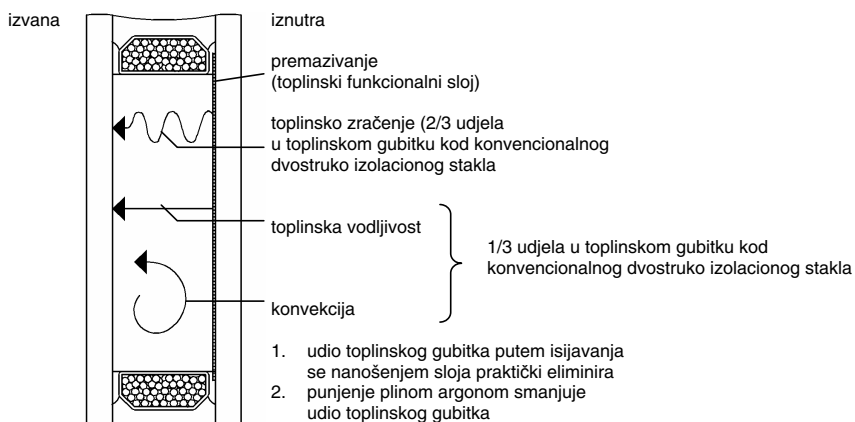 izvana
iznutra
premazivanje
(toplinski funkcionalni sloj)
toplinsko zračenje (2/3 udjela
u toplinskom gubitku kod konvencionalnog
dvostruko izolacionog stakla
toplinska vodljivost
1/3 udjela u toplinskom gubitku kod
konvencionalnog dvostruko izolacionog stakla
konvekcija
1. udio toplinskog gubitka putem isijavanja
se nanošenjem sloja praktički eliminira
2. punjenje plinom argonom smanjuje
udio toplinskog gubitka